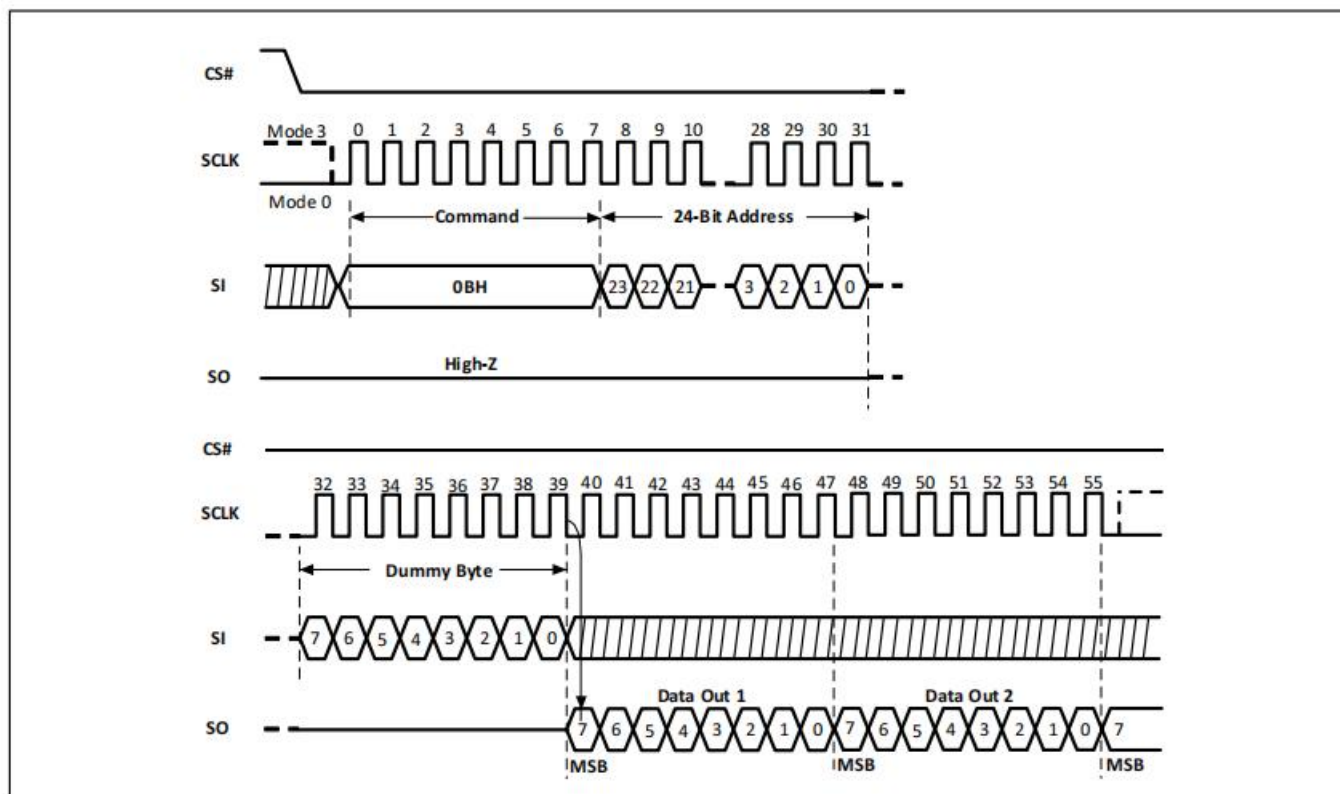 CS#
Mode 3 0 1 2 3 4 5 6 7 8 9 10 28 29 30 31
SCLK
Mode 0
Command 24-Bit Address
SI 0BH 23 22 21 3 2 1 0
High-Z
SO
CS#
32 33 34 35 36 37 38 39 40 41 42 43 44 45 46 47 48 49 50 51 52 53 54 55
SCLK
Dummy Byte
SI 7 6 5 4 3 2 1 0
Data Out 1 Data Out 2
SO 7 6 5 4 3 2 1 0 7 6 5 4 3 2 1 0 7
MSB MSB MSB